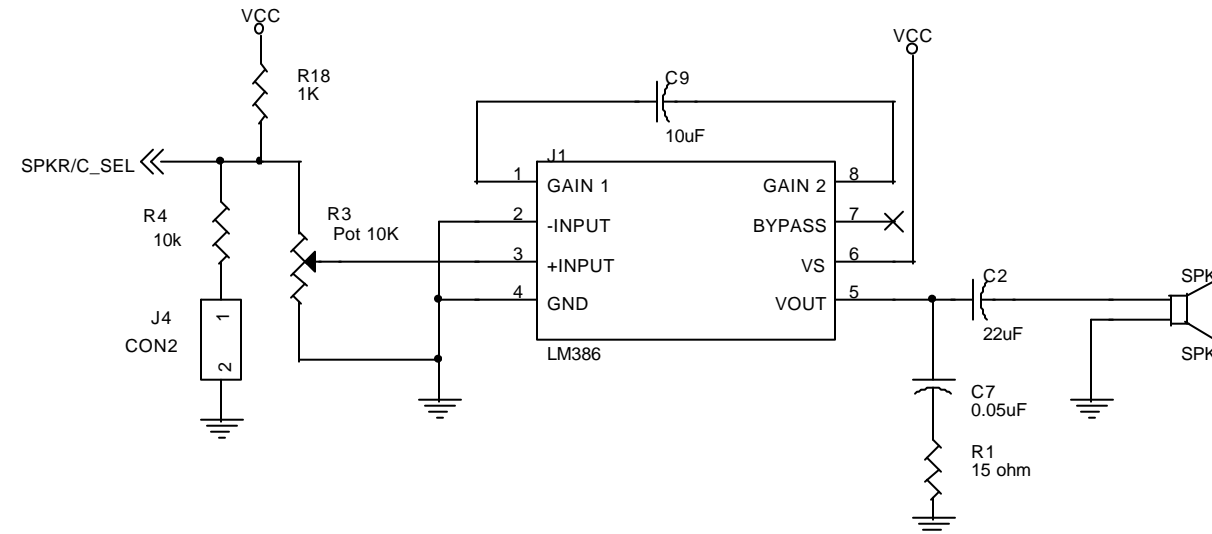 VCC
R18
1K
SPKR/C_SEL
R4
10k
R3
Pot 10K
J4
CON2
1
2
C9
10uF
VCC
J1
1
GAIN 1
GAIN 2
8
2
-INPUT
BYPASS
7
3
+INPUT
VS
6
4
GND
VOUT
5
LM386
C2
22uF
SPK
SPK
C7
0.05uF
R1
15 ohm